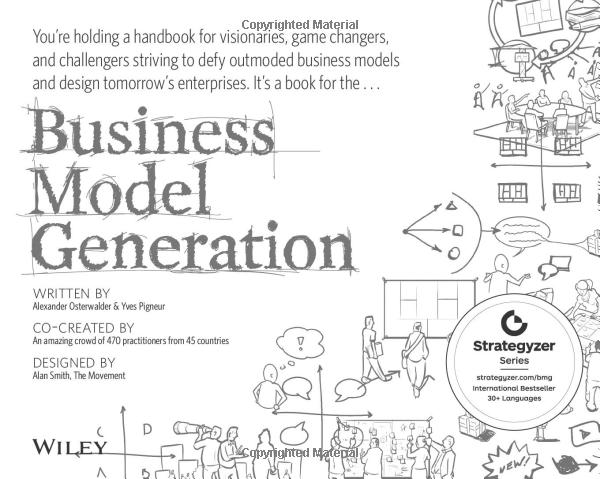 Copyrighted Material
You're holding a handbook for visionaries, game changers,
and challengers striving to defy outmoded business models
and design tomorrow's enterprises. It's a book for the . . .
Business
Model
Generation
WRITTEN BY
Alexander Osterwalder & Yves Pigneur
CO-CREATED BY
An amazing crowd of 470 practitioners from 45 countries
DESIGNED BY
Alan Smith, The Movement
Strategyzer
Series
strategyzer.com/bmg
International Bestseller
30+ Languages
!
C
D
WILEY
A
NEW!
Copyrighted Material